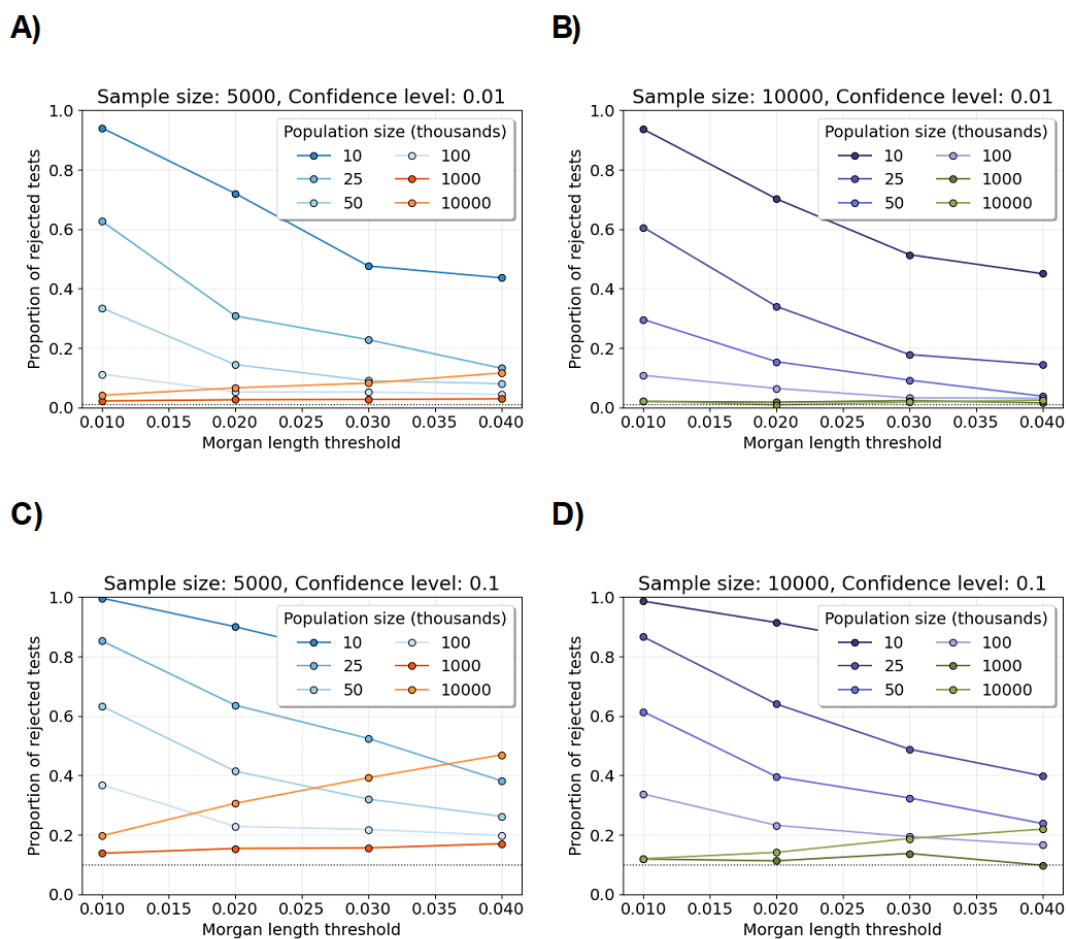 A)
B)
Sample size: 5000, Confidence level: 0.01
1.0
0.8
0.6
0.4
0.2
0.0
Proportion of rejected tests
Population size (thousands)
10 100
25 1000
50 10000
0.010 0.015 0.020 0.025 0.030 0.035 0.040
Morgan length threshold
Sample size: 10000, Confidence level: 0.01
1.0
0.8
0.6
0.4
0.2
0.0
Proportion of rejected tests
Population size (thousands)
10 100
25 1000
50 10000
0.010 0.015 0.020 0.025 0.030 0.035 0.040
Morgan length threshold
C)
D)
Sample size: 5000, Confidence level: 0.1
1.0
0.8
0.6
0.4
0.2
0.0
Proportion of rejected tests
Population size (thousands)
10 100
25 1000
50 10000
0.010 0.015 0.020 0.025 0.030 0.035 0.040
Morgan length threshold
Sample size: 10000, Confidence level: 0.1
1.0
0.8
0.6
0.4
0.2
0.0
Proportion of rejected tests
Population size (thousands)
10 100
25 1000
50 10000
0.010 0.015 0.020 0.025 0.030 0.035 0.040
Morgan length threshold